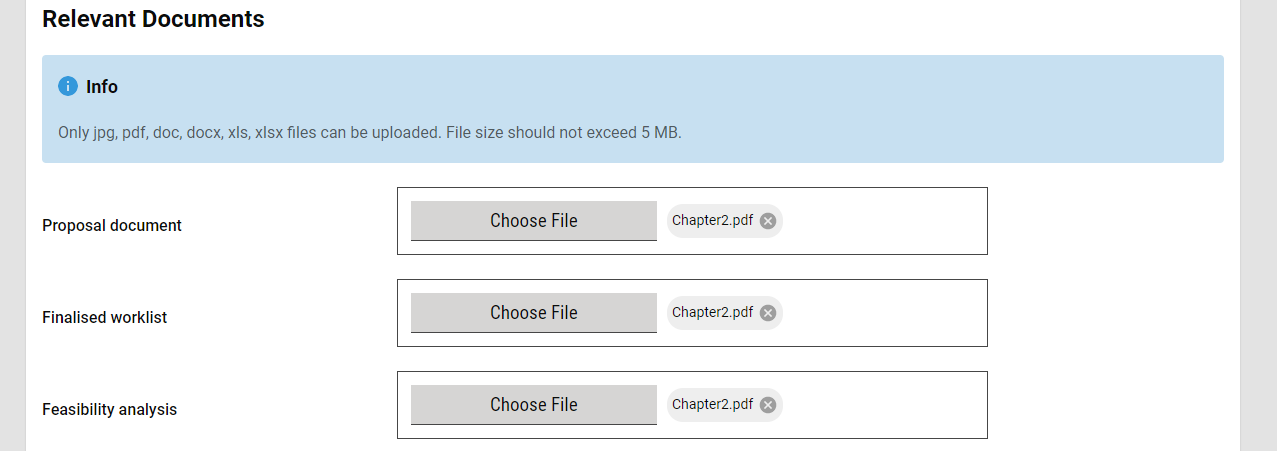 Relevant Documents
Info
Only jpg, pdf, doc, docx, xls, xlsx files can be uploaded. File size should not exceed 5 MB.
Proposal document Choose File Chapter2.pdf
Finalised worklist Choose File Chapter2.pdf
Feasibility analysis Choose File Chapter2.pdf